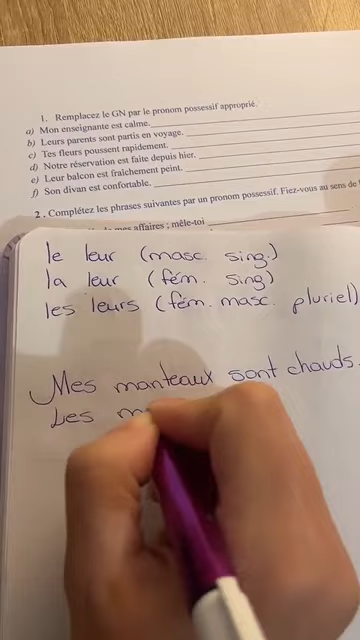 1. Remplacez le GN par le pronom possessif approprié.
a) Mon enseignante est calme.
b) Leurs parents sont partis en voyage.
c) Tes fleurs poussent rapidement.
d) Notre réservation est faite depuis hier.
e) Leur balcon est fraîchement peint.
f) Son divan est confortable.
2. Complétez les phrases suivantes par un pronom possessif. Fiez-vous au sens de
mes affaires ; mêle-toi
le leur (masc. sing.)
la leur (fém. sing)
les leurs (fém. masc. pluriel)
Mes manteaux sont chauds.
Les m